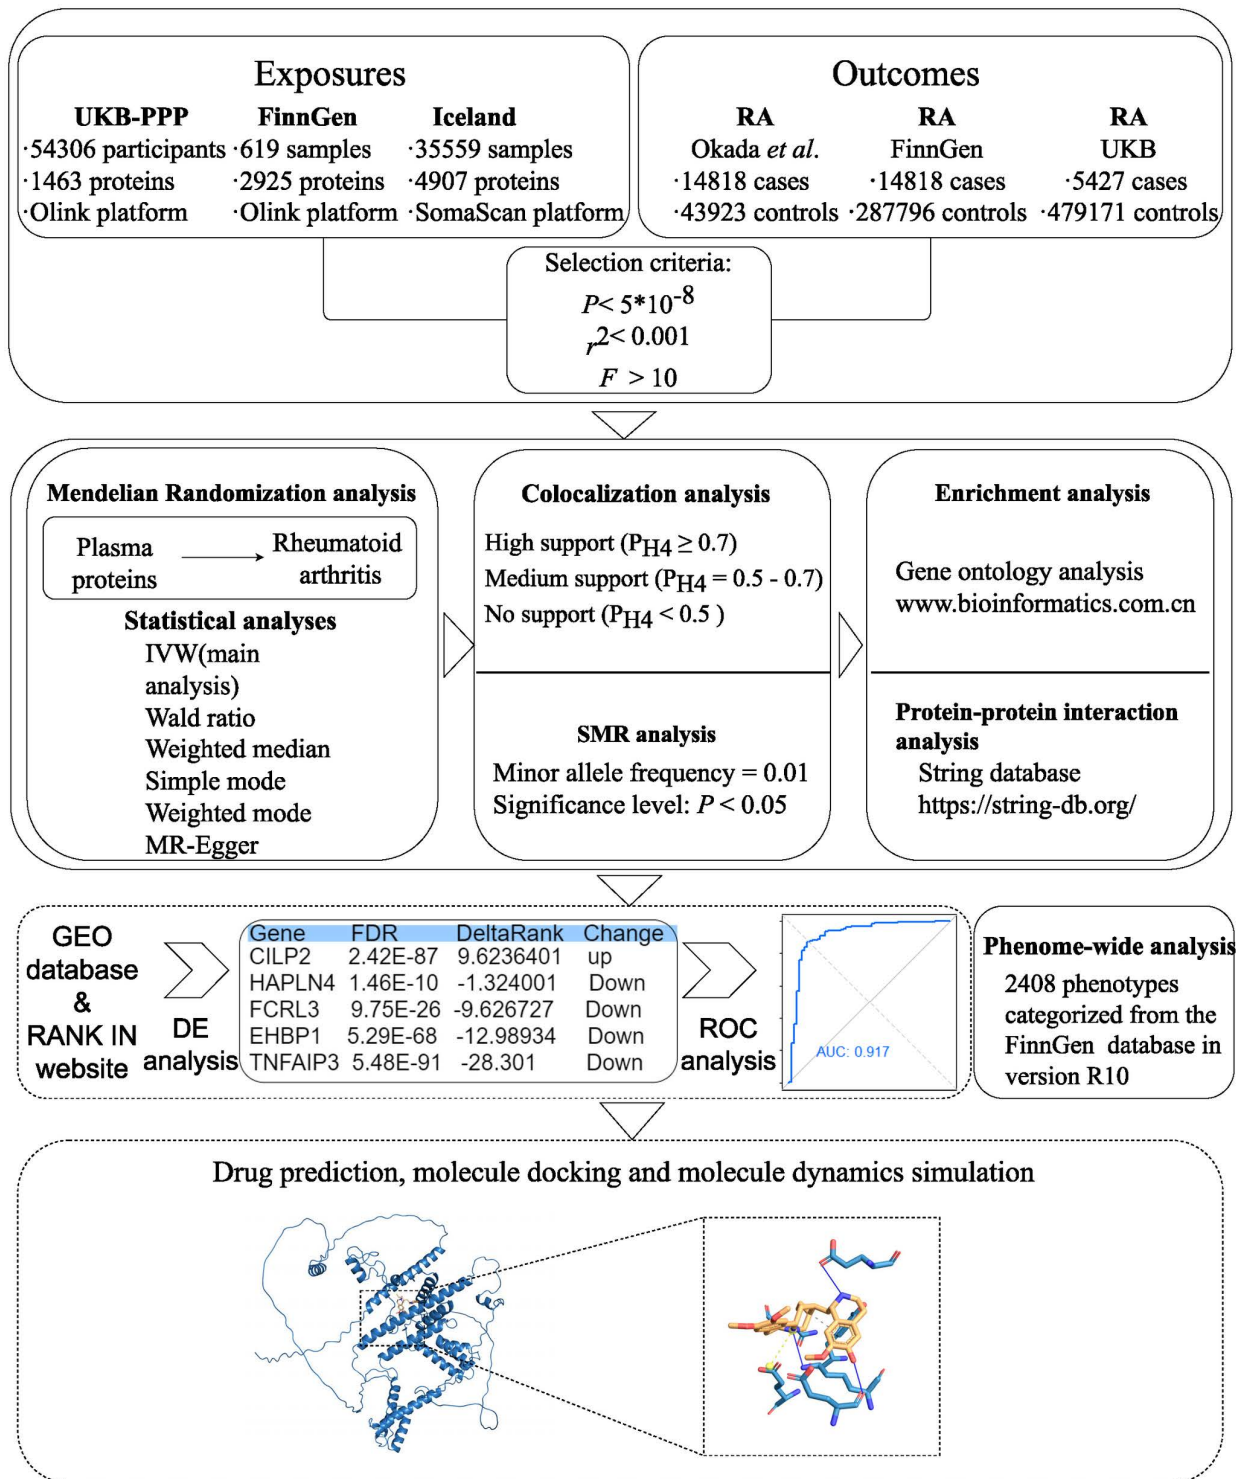 Exposures
UKB-PPP
·54306 participants
·1463 proteins
·Olink platform
FinnGen
·619 samples
·2925 proteins
·Olink platform
Iceland
·35559 samples
·4907 proteins
·SomaScan platform
Outcomes
RA
Okada et al.
·14818 cases
·43923 controls
RA
FinnGen
·14818 cases
·287796 controls
RA
UKB
·5427 cases
·479171 controls
Selection criteria:
P< 5*10-8
r2< 0.001
F > 10
Mendelian Randomization analysis
Plasma
proteins
Rheumatoid
arthritis
Statistical analyses
IVW(main
analysis)
Wald ratio
Weighted median
Simple mode
Weighted mode
MR-Egger
Colocalization analysis
High support (PH4 ≥ 0.7)
Medium support (PH4 = 0.5 - 0.7)
No support (PH4 < 0.5 )
SMR analysis
Minor allele frequency = 0.01
Significance level: P < 0.05
Enrichment analysis
Gene ontology analysis
www.bioinformatics.com.cn
Protein-protein interaction
analysis
String database
https://string-db.org/
GEO
database
&
RANK IN
website
DE
analysis
Gene FDR DeltaRank Change
CILP2 2.42E-87 9.6236401 up
HAPLN4 1.46E-10 -1.324001 Down
FCRL3 9.75E-26 -9.626727 Down
EHBP1 5.29E-68 -12.98934 Down
TNFAIP3 5.48E-91 -28.301 Down
ROC
analysis
AUC: 0.917
Phenome-wide analysis
2408 phenotypes
categorized from the
FinnGen database in
version R10
Drug prediction, molecule docking and molecule dynamics simulation